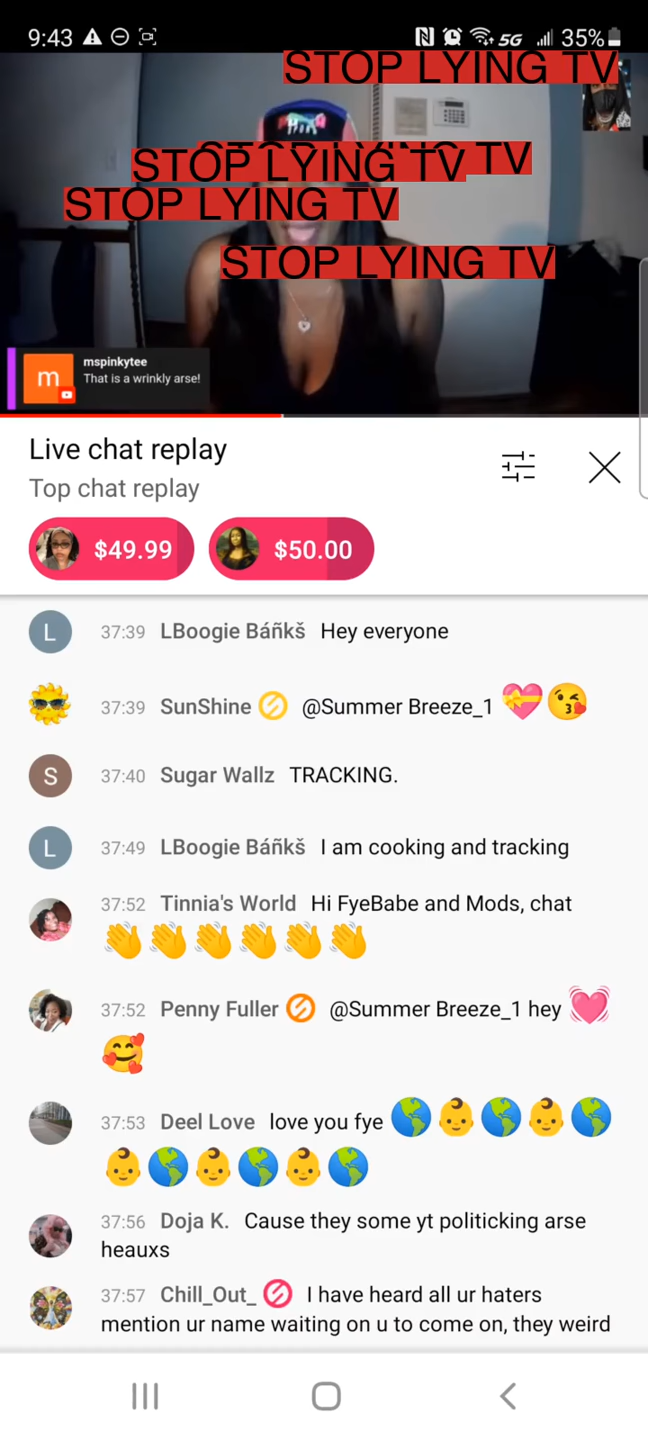 9:43
5G
35%
STOP LYING TV
STOP LYING TV
TV
STOP LYING TV
STOP LYING TV
m
mspinkytee
That is a wrinkly arse!
Live chat replay
Top chat replay
$49.99
$50.00
L 37:39 LBoogie Báñkš Hey everyone
37:39 SunShine @Summer Breeze_1 💝😘
S 37:40 Sugar Wallz TRACKING.
L 37:49 LBoogie Báñkš I am cooking and tracking
37:52 Tinnia's World Hi FyeBabe and Mods, chat
👋👋👋👋👋👋
37:52 Penny Fuller @Summer Breeze_1 hey 💓
🥰
37:53 Deel Love love you fye 🌎👶🌎👶🌎
👶🌎👶🌎👶🌎
37:56 Doja K. Cause they some yt politicking arse
heauxs
37:57 Chill_Out_ I have heard all ur haters
mention ur name waiting on u to come on, they weird